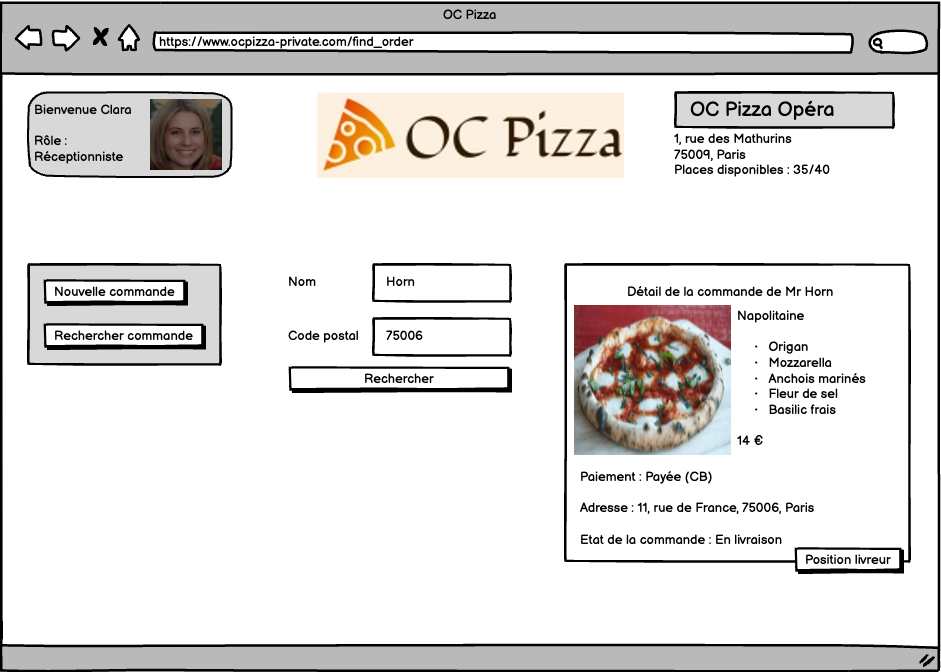 OC Pizza
https://www.ocpizza-private.com/find_order
Bienvenue Clara
Rôle :
Réceptionniste
OC Pizza
OC Pizza Opéra
1, rue des Mathurins
75009, Paris
Places disponibles : 35/40
Nouvelle commande
Rechercher commande
Nom
Horn
Code postal
75006
Rechercher
Détail de la commande de Mr Horn
Napolitaine
· Origan
· Mozzarella
· Anchois marinés
· Fleur de sel
· Basilic frais
14 €
Paiement : Payée (CB)
Adresse : 11, rue de France, 75006, Paris
Etat de la commande : En livraison
Position livreur